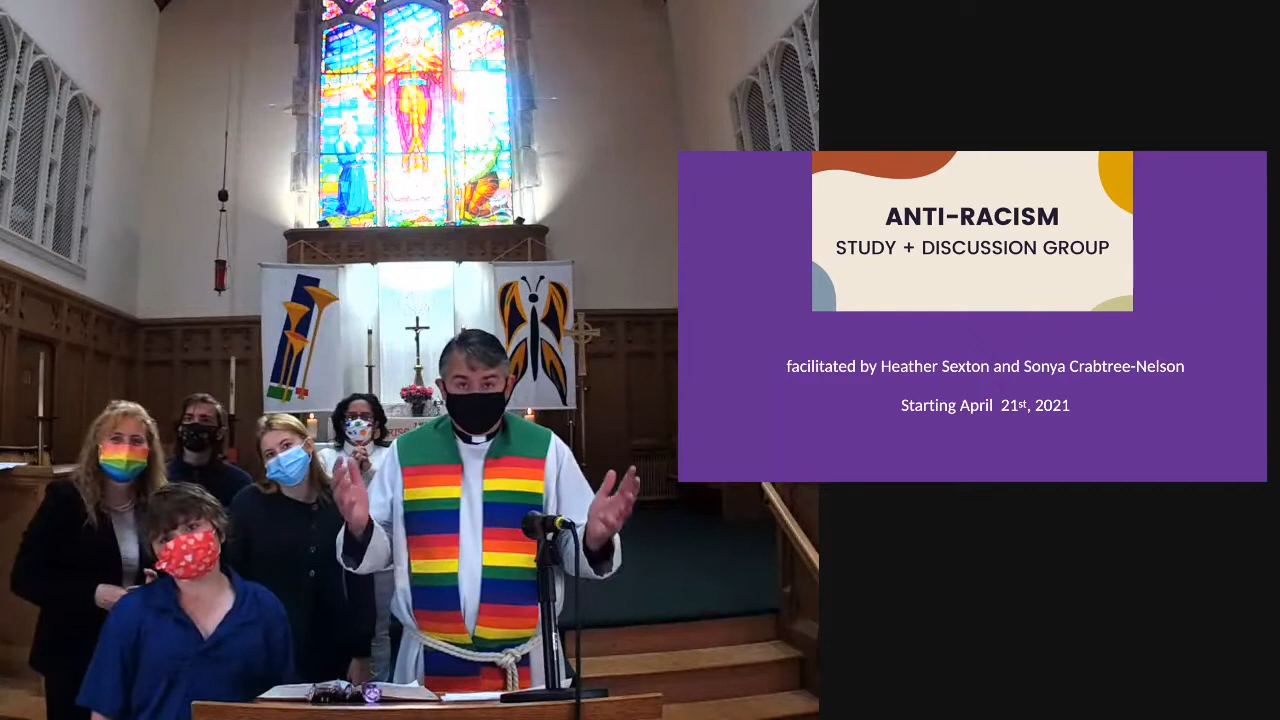 ANTI-RACISM
STUDY + DISCUSSION GROUP
facilitated by Heather Sexton and Sonya Crabtree-Nelson
Starting April 21st, 2021